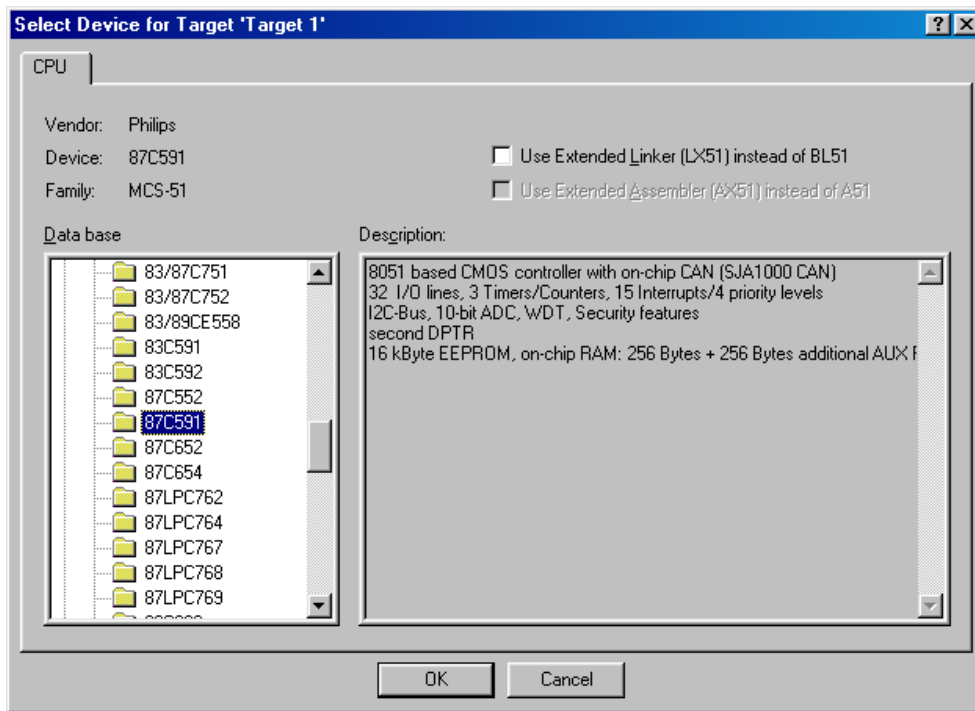 Select Device for Target 'Target 1'
CPU
Vendor: Philips
Device: 87C591
Family: MCS-51
Use Extended Linker (LX51) instead of BL51
Use Extended Assembler (AX51) instead of A51
Data base
83/87C751
83/87C752
83/89CE558
83C591
83C592
87C552
87C591
87C652
87C654
87LPC762
87LPC764
87LPC767
87LPC768
87LPC769
Description:
8051 based CMOS controller with on-chip CAN (SJA1000 CAN)
32 I/O lines, 3 Timers/Counters, 15 Interrupts/4 priority levels
I2C-Bus, 10-bit ADC, WDT, Security features
second DPTR
16 kByte EEPROM, on-chip RAM: 256 Bytes + 256 Bytes additional AUX
OK
Cancel